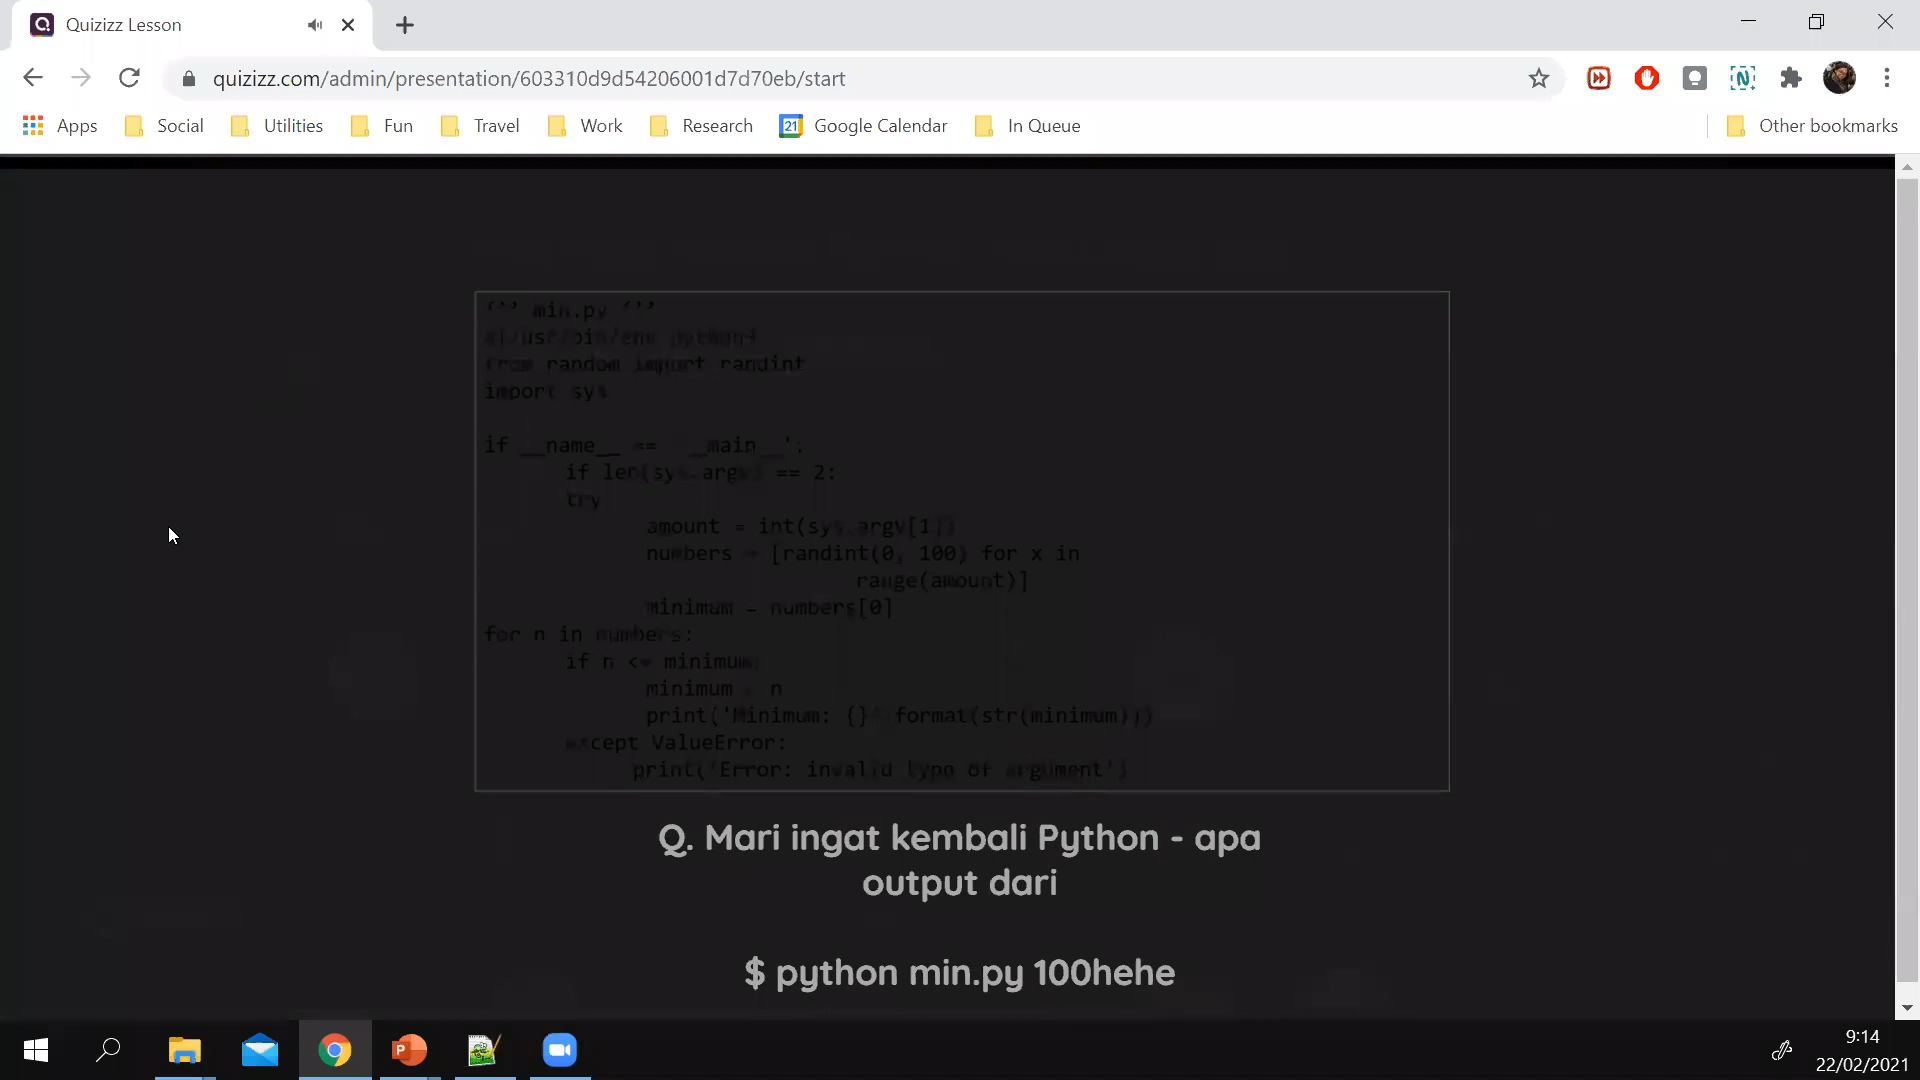 Quizizz Lesson
quizizz.com/admin/presentation/603310d9d54206001d7d70eb/start
Apps Social Utilities Fun Travel Work Research 21 Google Calendar In Queue Other bookmarks
''' min.py '''
#!/usr/bin/env
from random import randint
import sys
if __name__ == '__main__':
if len(sys.argv) == 2:
try
amount = int(sys.argv[1])
numbers = [randint(0, 100) for x in
range(amount)]
minimum = numbers[0]
for n in numbers:
if n <= minimum
minimum = n
print('Minimum: {}' format(str(minimum)))
except ValueError:
print('Error: invalid type of argument')
Q. Mari ingat kembali Python - apa
output dari
$ python min.py 100hehe
9:14
22/02/2021